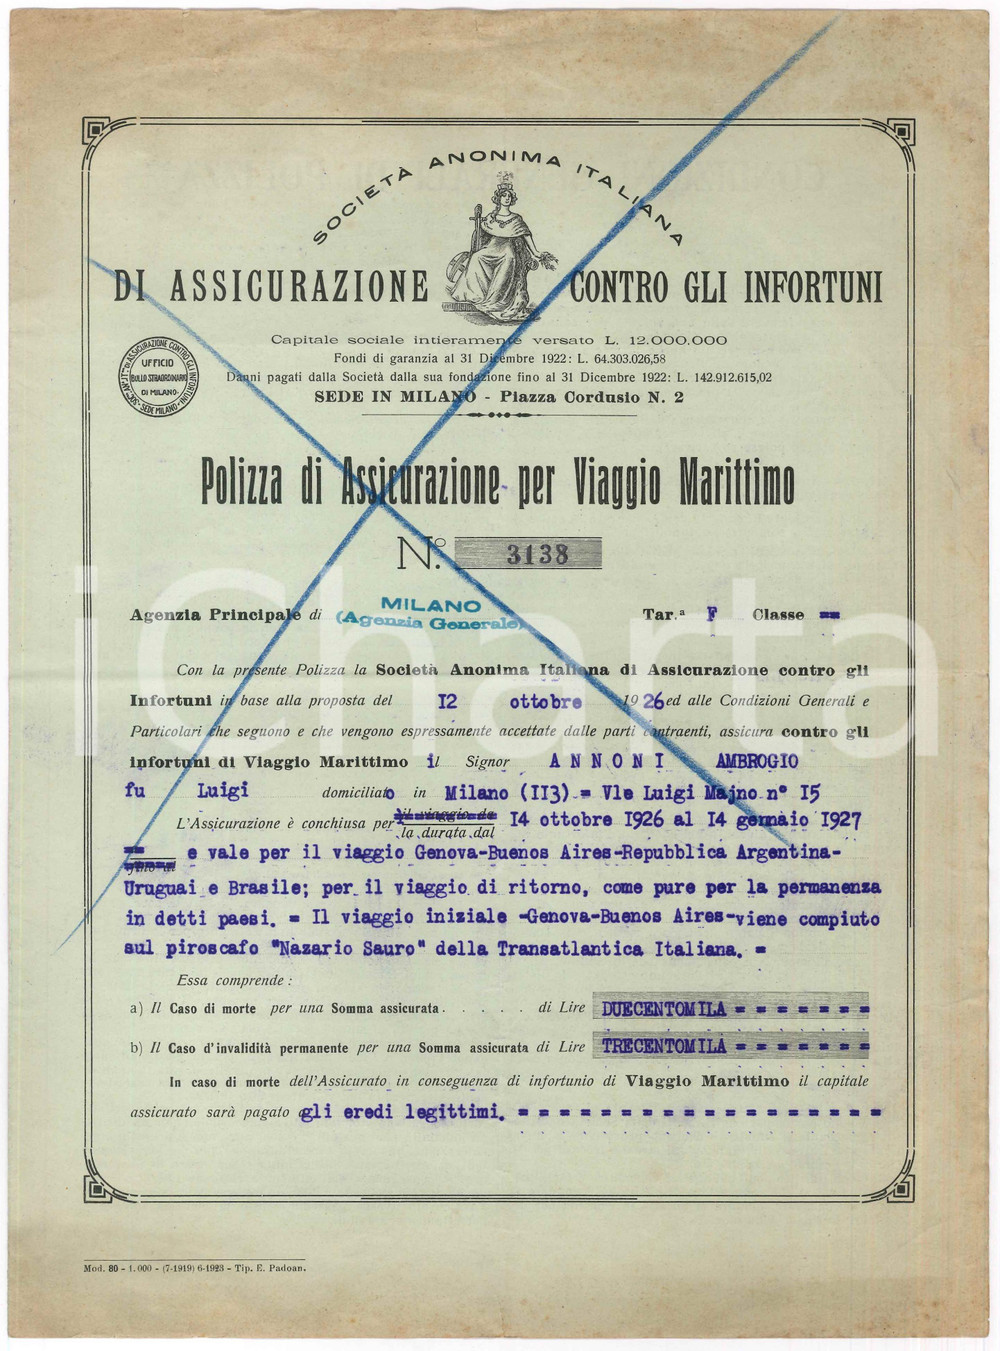 SOCIETÀ ANONIMA ITALIANA
DI ASSICURAZIONE CONTRO GLI INFORTUNI
Capitale sociale intieramente versato L. 12.000.000
Fondi di garanzia al 31 Dicembre 1922: L. 64.303.026,58
Danni pagati dalla Società dalla sua fondazione fino al 31 Dicembre 1922: L. 142.912.615,02
SEDE IN MILANO - Piazza Cordusio N. 2
UFFICIO
BOLLO STRAORDINARIO
DI MILANO
SEDE MILANO
Polizza di Assicurazione per Viaggio Marittimo
N.º 3138
Agenzia Principale di MILANO Tar.ª F Classe ==
(Agenzia Generale)
Con la presente Polizza la Società Anonima Italiana di Assicurazione contro gli
Infortuni in base alla proposta del 12 ottobre 1926 ed alle Condizioni Generali e
Particolari che seguono e che vengono espressamente accettate dalle parti contraenti, assicura contro gli
infortuni di Viaggio Marittimo il Signor ANNONI AMBROGIO
fu Luigi domiciliato in Milano (113) = Vle Luigi Majno n° 15
L'Assicurazione è conchiusa per il viaggio da
la durata dal 14 ottobre 1926 al 14 gennaio 1927
== e vale per il viaggio Genova-Buenos Aires-Repubblica Argentina-
fino al
Uruguai e Brasile; per il viaggio di ritorno, come pure per la permanenza
in detti paesi. = Il viaggio iniziale -Genova-Buenos Aires-viene compiuto
sul piroscafo "Nazario Sauro" della Transatlantica Italiana. =
Essa comprende:
a) Il Caso di morte per una Somma assicurata . . . . . di Lire DUECENTOMILA = = = = = = =
b) Il Caso d'invalidità permanente per una Somma assicurata di Lire TRECENTOMILA = = = = = = =
In caso di morte dell'Assicurato in conseguenza di infortunio di Viaggio Marittimo il capitale
assicurato sarà pagato agli eredi legittimi. = = = = = = = = = = = = = = = = = =
Mod. 80 - 1.000 - (7-1919) 6-1923 - Tip. E. Padoan.
iCharta